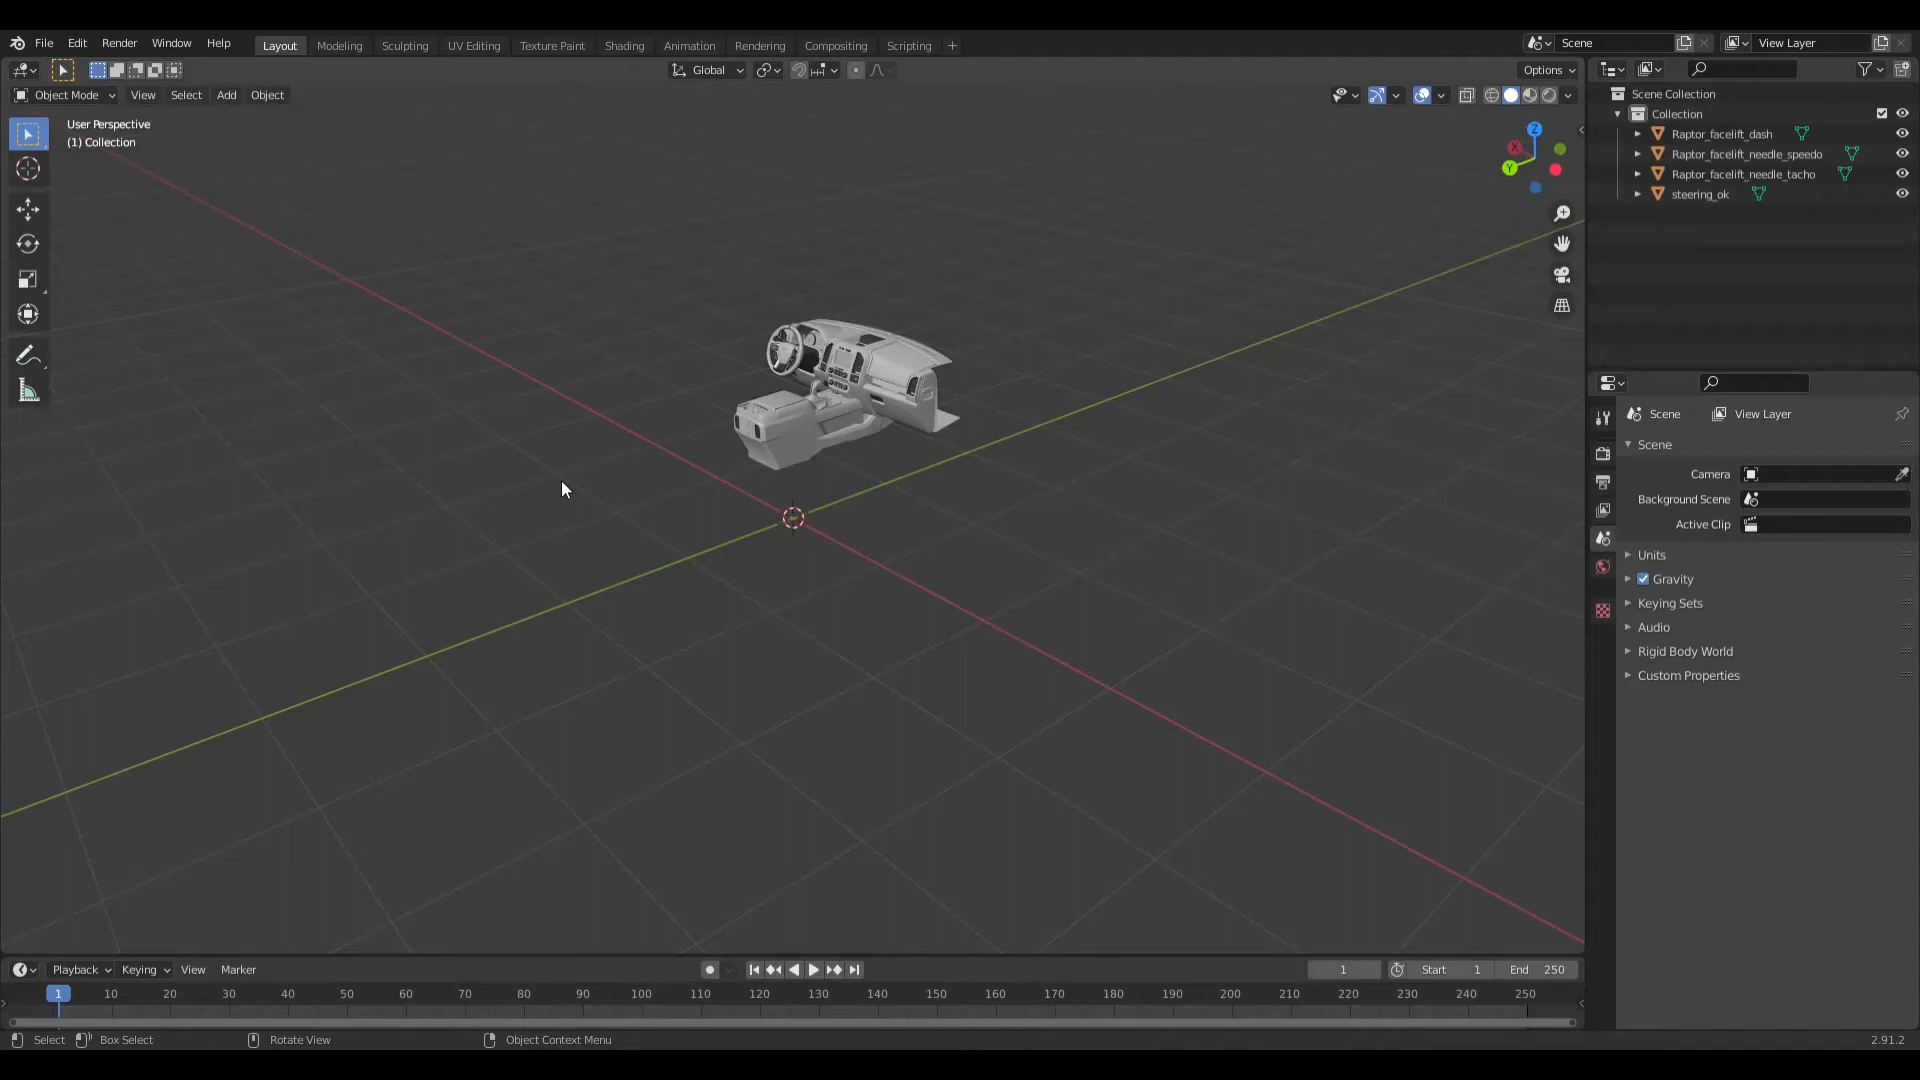 File Edit Render Window Help Layout Modeling Sculpting UV Editing Texture Paint Shading Animation Rendering Compositing Scripting + Scene View Layer
Global Options
Object Mode View Select Add Object
User Perspective
(1) Collection
Z
X
Y
Scene Collection
Collection
Raptor_facelift_dash
Raptor_facelift_needle_speedo
Raptor_facelift_needle_tacho
steering_ok
Scene View Layer
Scene
Camera
Background Scene
Active Clip
Units
Gravity
Keying Sets
Audio
Rigid Body World
Custom Properties
Playback Keying View Marker 1 Start 1 End 250
1 10 20 30 40 50 60 70 80 90 100 110 120 130 140 150 160 170 180 190 200 210 220 230 240 250
Select Box Select Rotate View Object Context Menu 2.91.2